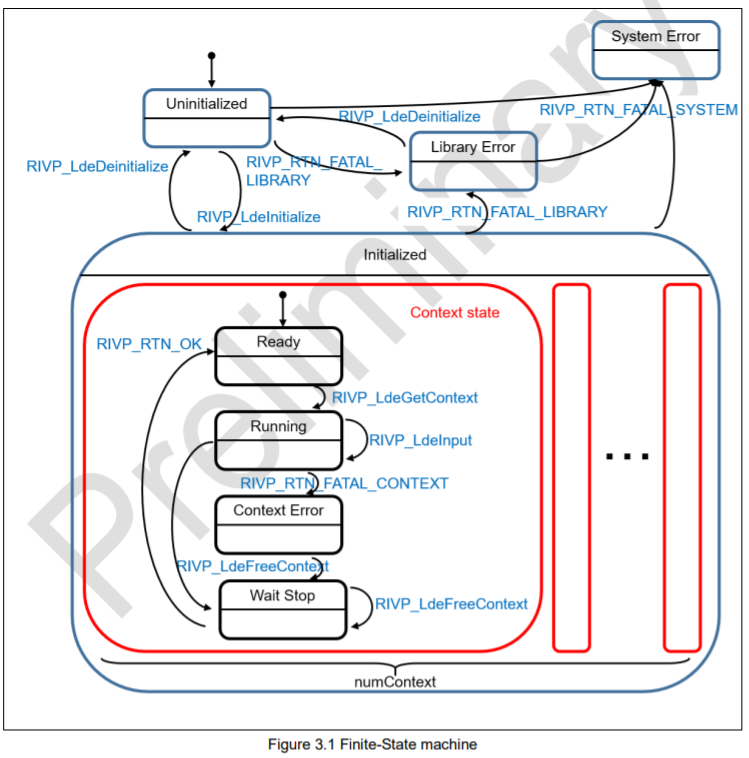 System Error
Uninitialized
RIVP_LdeDeinitialize
RIVP_RTN_FATAL_SYSTEM
Library Error
RIVP_LdeDeinitialize
RIVP_RTN_FATAL_
LIBRARY
RIVP_LdeInitialize
RIVP_RTN_FATAL_LIBRARY
Initialized
Context state
RIVP_RTN_OK
Ready
RIVP_LdeGetContext
Running
RIVP_LdeInput
RIVP_RTN_FATAL_CONTEXT
Context Error
RIVP_LdeFreeContext
Wait Stop
RIVP_LdeFreeContext
...
numContext
Preliminary
Figure 3.1 Finite-State machine